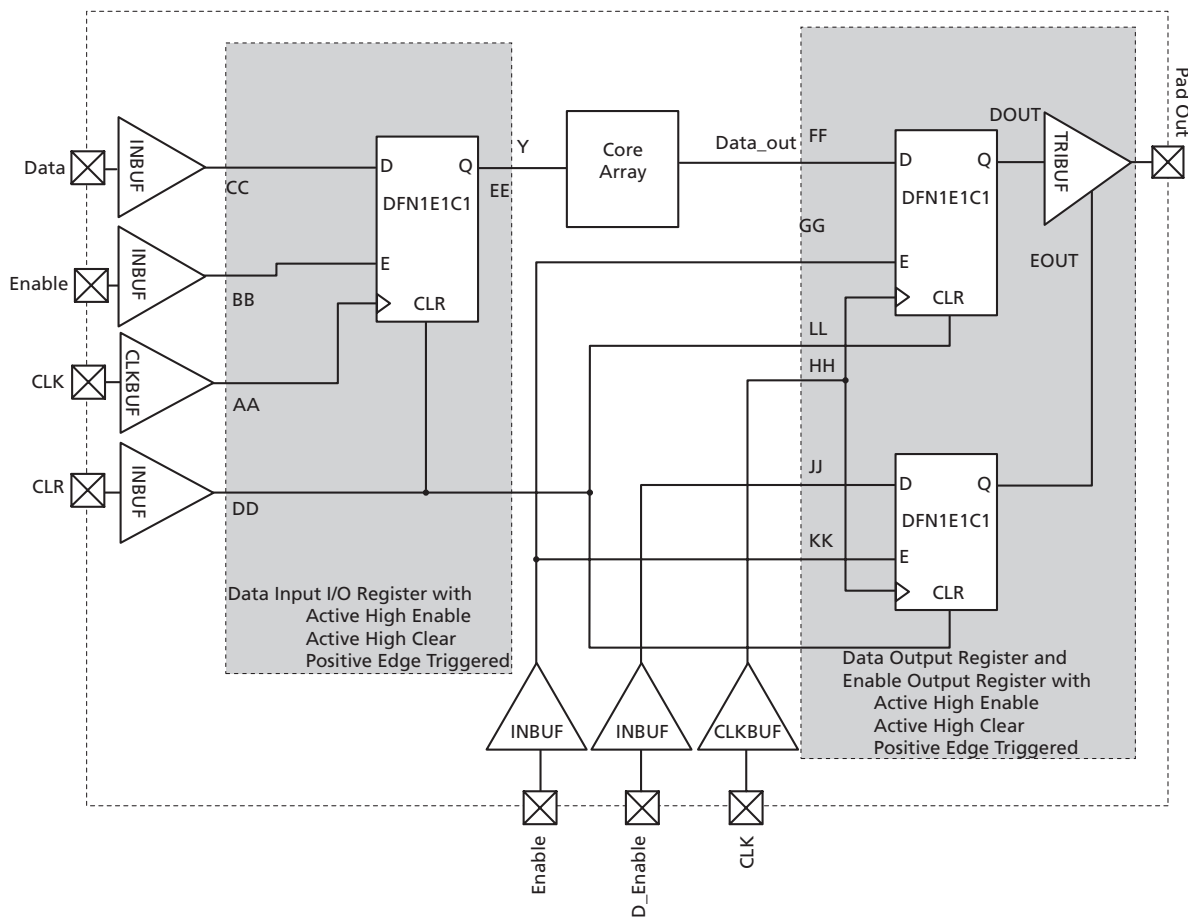 Pad Out
Data
INBUF
CC
D
Q
DFN1E1C1
E
CLR
Y
EE
Core
Array
Data_out
FF
GG
D
Q
DFN1E1C1
E
CLR
DOUT
TRIBUF
EOUT
Enable
INBUF
BB
CLK
CLKBUF
AA
CLR
INBUF
DD
LL
HH
JJ
KK
D
Q
DFN1E1C1
E
CLR
Data Input I/O Register with
Active High Enable
Active High Clear
Positive Edge Triggered
Data Output Register and
Enable Output Register with
Active High Enable
Active High Clear
Positive Edge Triggered
INBUF
INBUF
CLKBUF
Enable
D_Enable
CLK